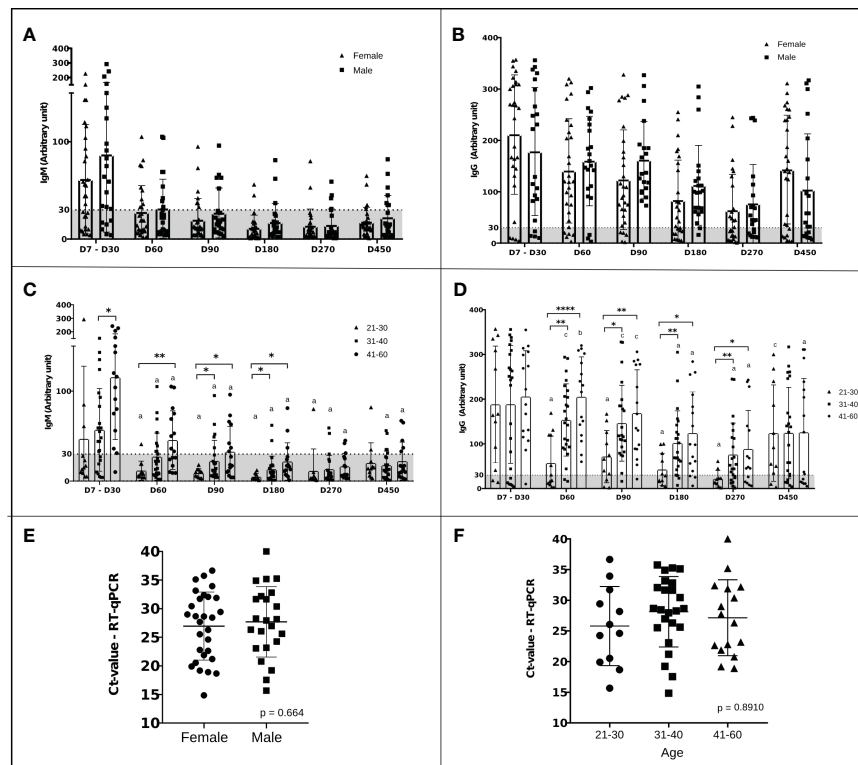 A
400
300
200
100
30
0
IgM (Arbitrary unit)
Female
Male
D7 - D30
D60
D90
D180
D270
D450
B
400
300
200
100
30
0
IgG (Arbitrary unit)
Female
Male
D7 - D30
D60
D90
D180
D270
D450
C
400
300
200
100
30
0
IgM (Arbitrary unit)
21-30
31-40
41-60
*
**
*
*
*
*
a a a
a a a
a a a
a a a
a a a
D7 - D30
D60
D90
D180
D270
D450
D
400
300
200
100
30
0
IgG (Arbitrary unit)
21-30
31-40
41-60
****
**
**
*
*
**
*
**
a c b
a c c
a a a
a a a
c a a
D7 - D30
D60
D90
D180
D270
D450
E
40
35
30
25
20
15
10
Ct-value - RT-qPCR
p = 0.664
Female
Male
F
40
35
30
25
20
15
10
Ct-value - RT-qPCR
p = 0.8910
21-30
31-40
41-60
Age